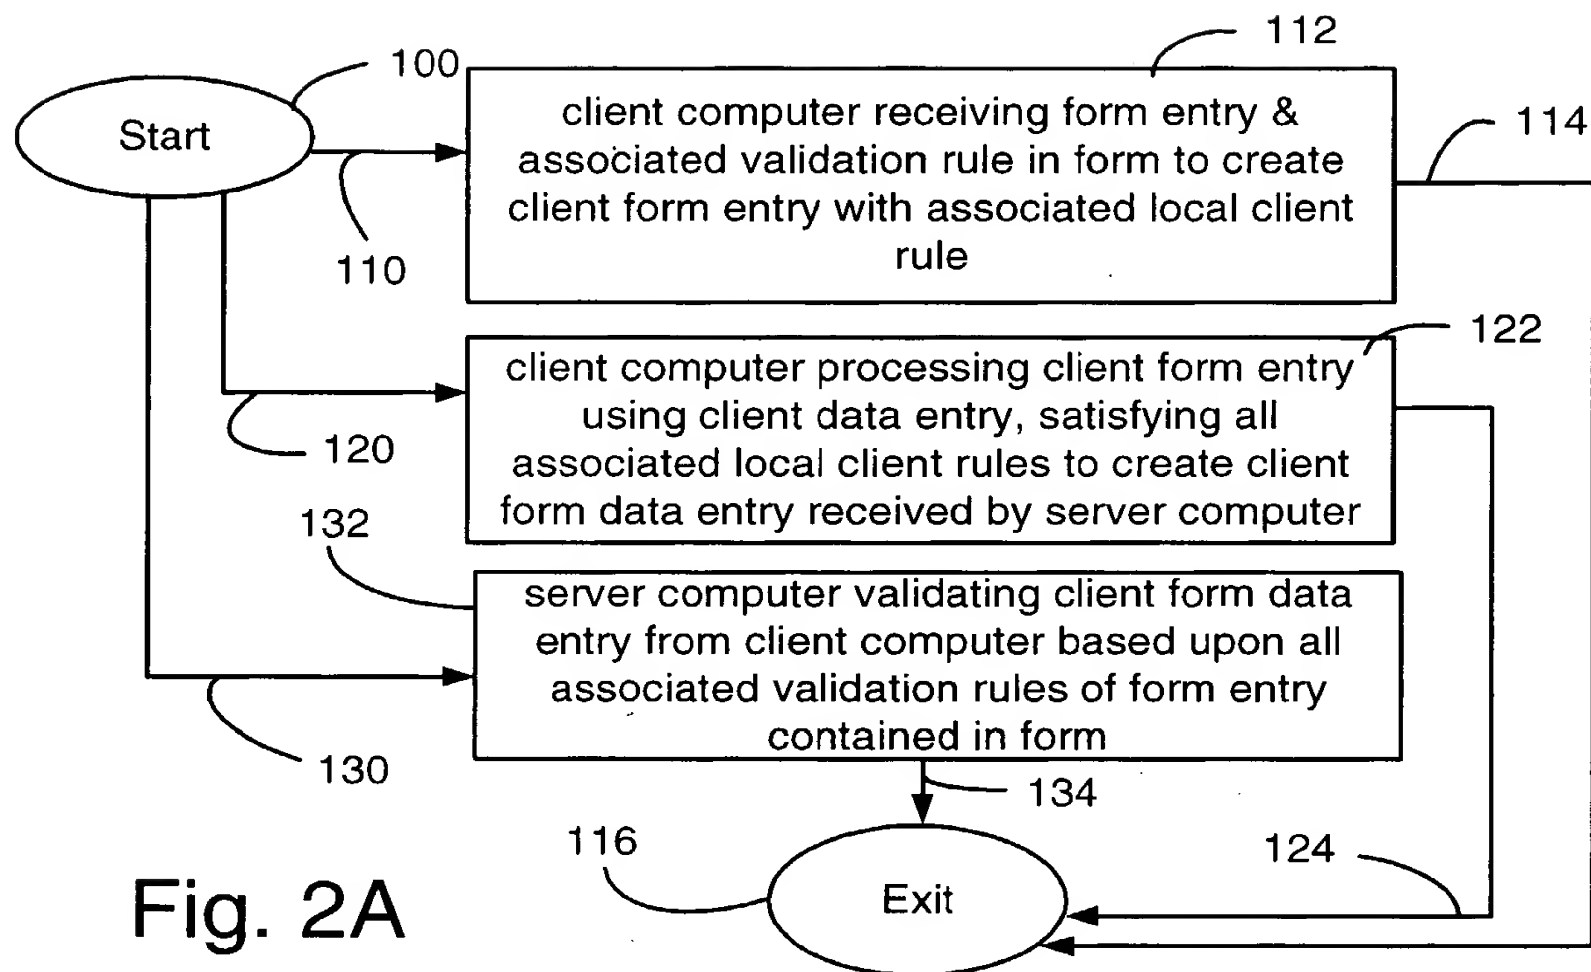 112
100
Start
client computer receiving form entry &
associated validation rule in form to create
client form entry with associated local client
rule
114
110
122
client computer processing client form entry
using client data entry, satisfying all
associated local client rules to create client
form data entry received by server computer
120
132
server computer validating client form data
entry from client computer based upon all
associated validation rules of form entry
contained in form
130
134
116
124
Exit
Fig. 2A